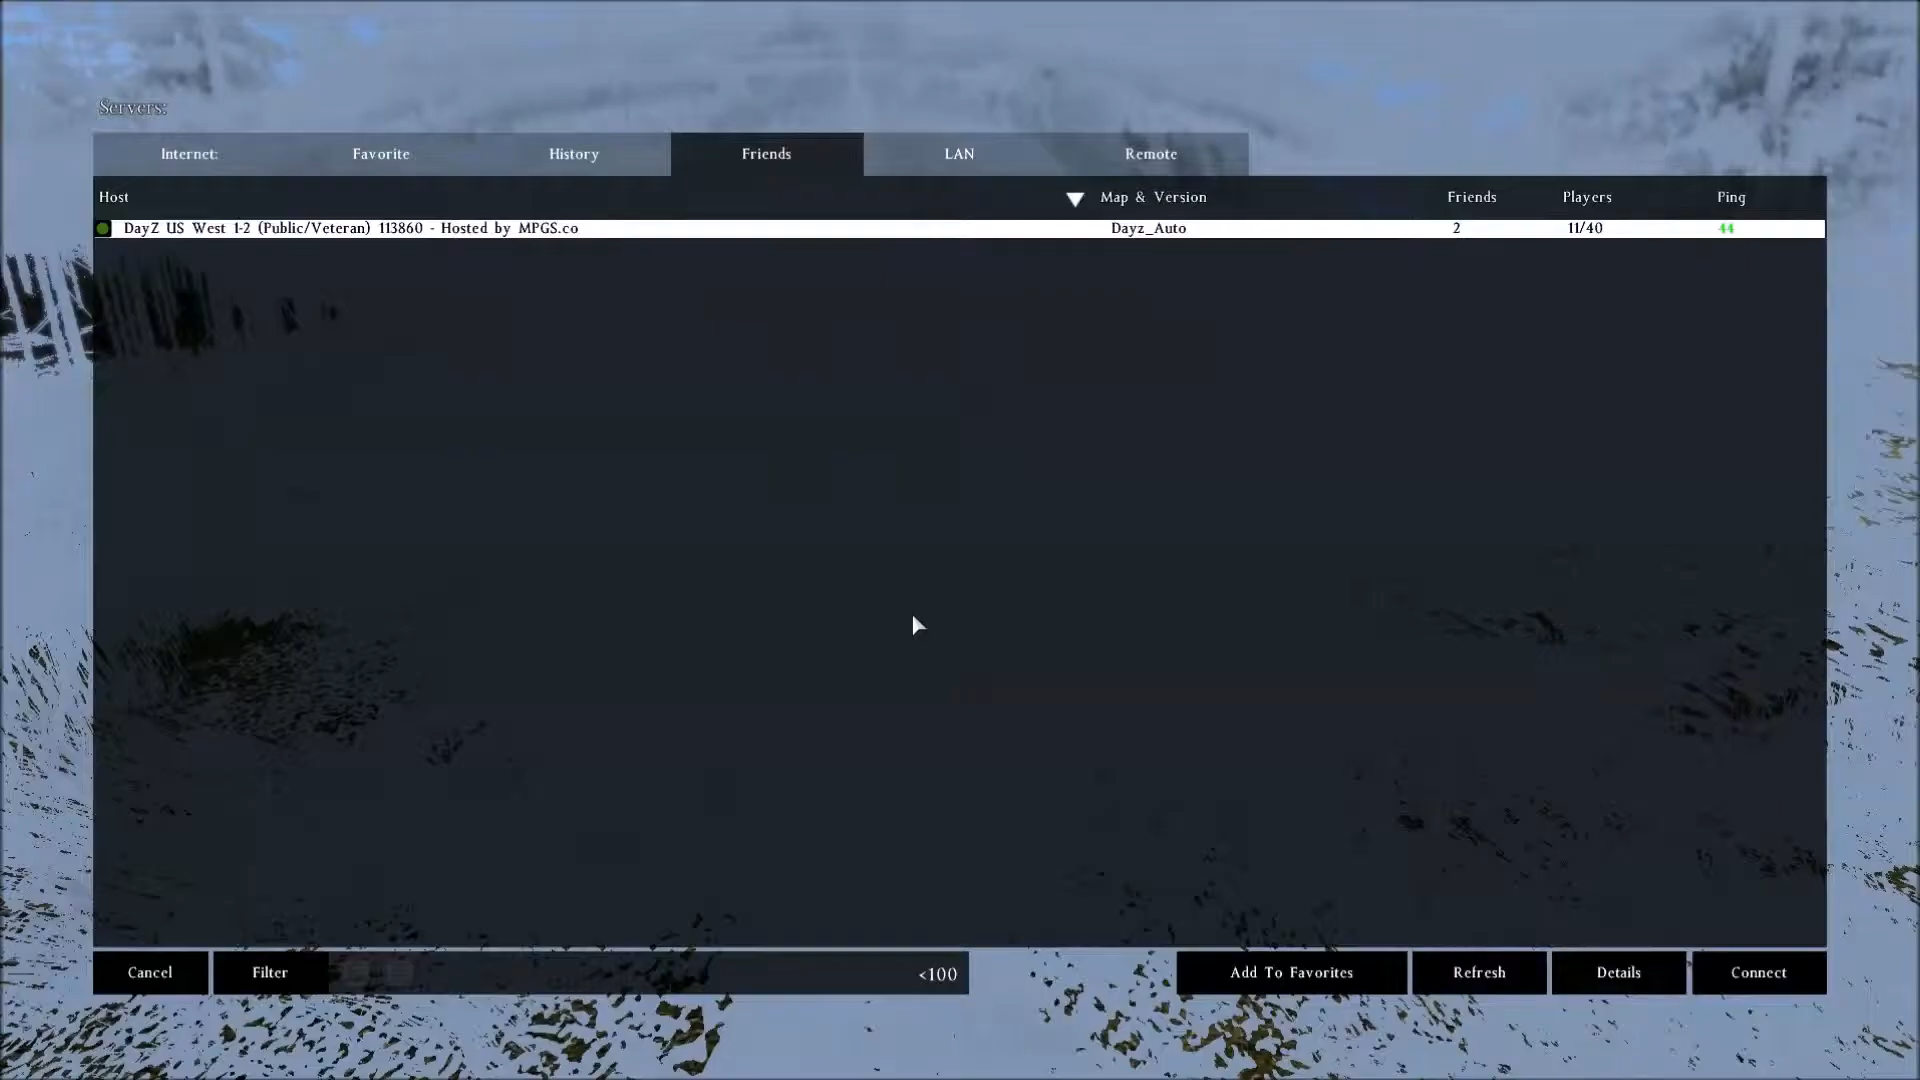 Servers:
Internet: Favorite History Friends LAN Remote
Host Map & Version Friends Players Ping
DayZ US West 1-2 (Public/Veteran) 113860 - Hosted by MPGS.co Dayz_Auto 2 11/40 44
Cancel Filter <100 Add To Favorites Refresh Details Connect